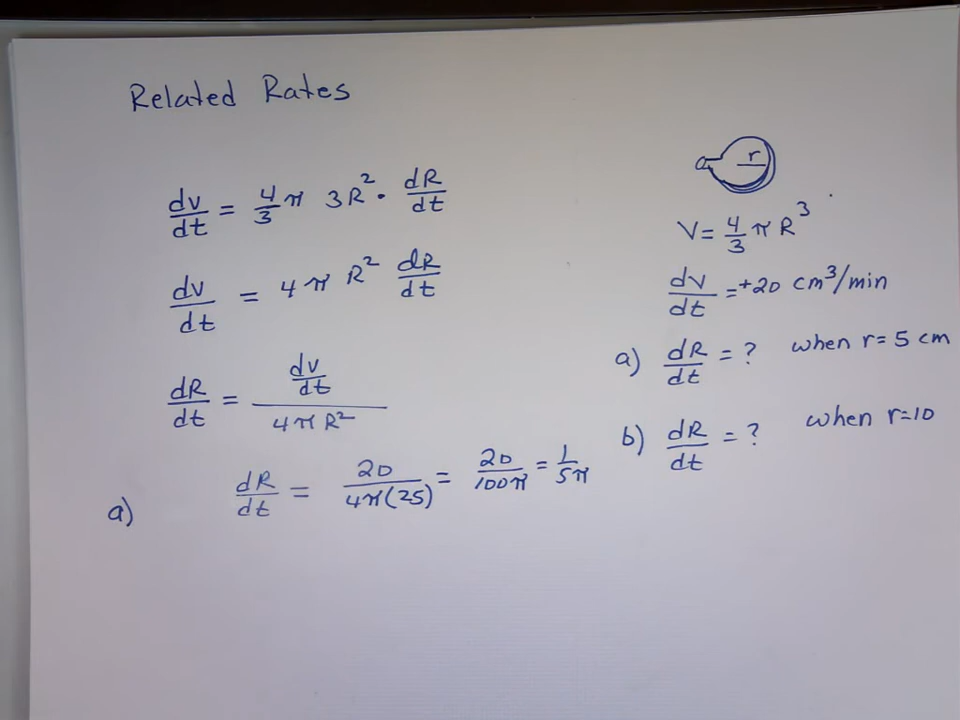 Related Rates
dv/dt = 4/3 π 3R² · dR/dt
dv/dt = 4π R² dR/dt
dR/dt = dv/dt / 4πR²
a) dR/dt = 20/4π(25) = 20/100π = 1/5π
r
V = 4/3 π R³
dv/dt = +20 cm³/min
a) dR/dt = ? when r = 5 cm
b) dR/dt = ? when r=10